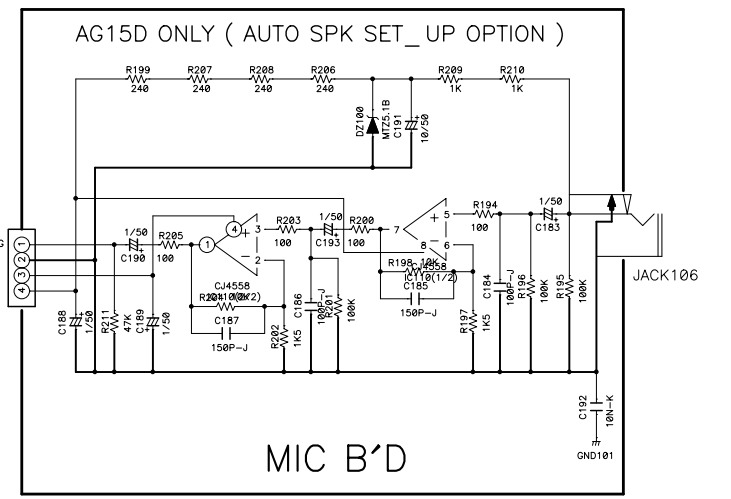 AG15D ONLY ( AUTO SPK SET_UP OPTION )
R199 R207 R208 R206 R209 R210
240 240 240 240 1K 1K
DZ100
MTZ5.1B
C191
10/50
1/50 R205 4 + 3 R203 1/50 R200 7 + 5 R194 1/50
G 1 C190 100 1 - 2 100 C193 100 8 - 6 100 C183
2
3
4
R198 10K
CJ4558
IC110(1/2)
C185
150P-J
CJ4558
C187
150P-J
C188
1/50
R211
47K
C189
1/50
R202
1K5
C186
100P-J
R201
100K
R197
1K5
C184
100P-J
R196
100K
R195
100K
JACK106
C192
10N-K
GND101
MIC B'D